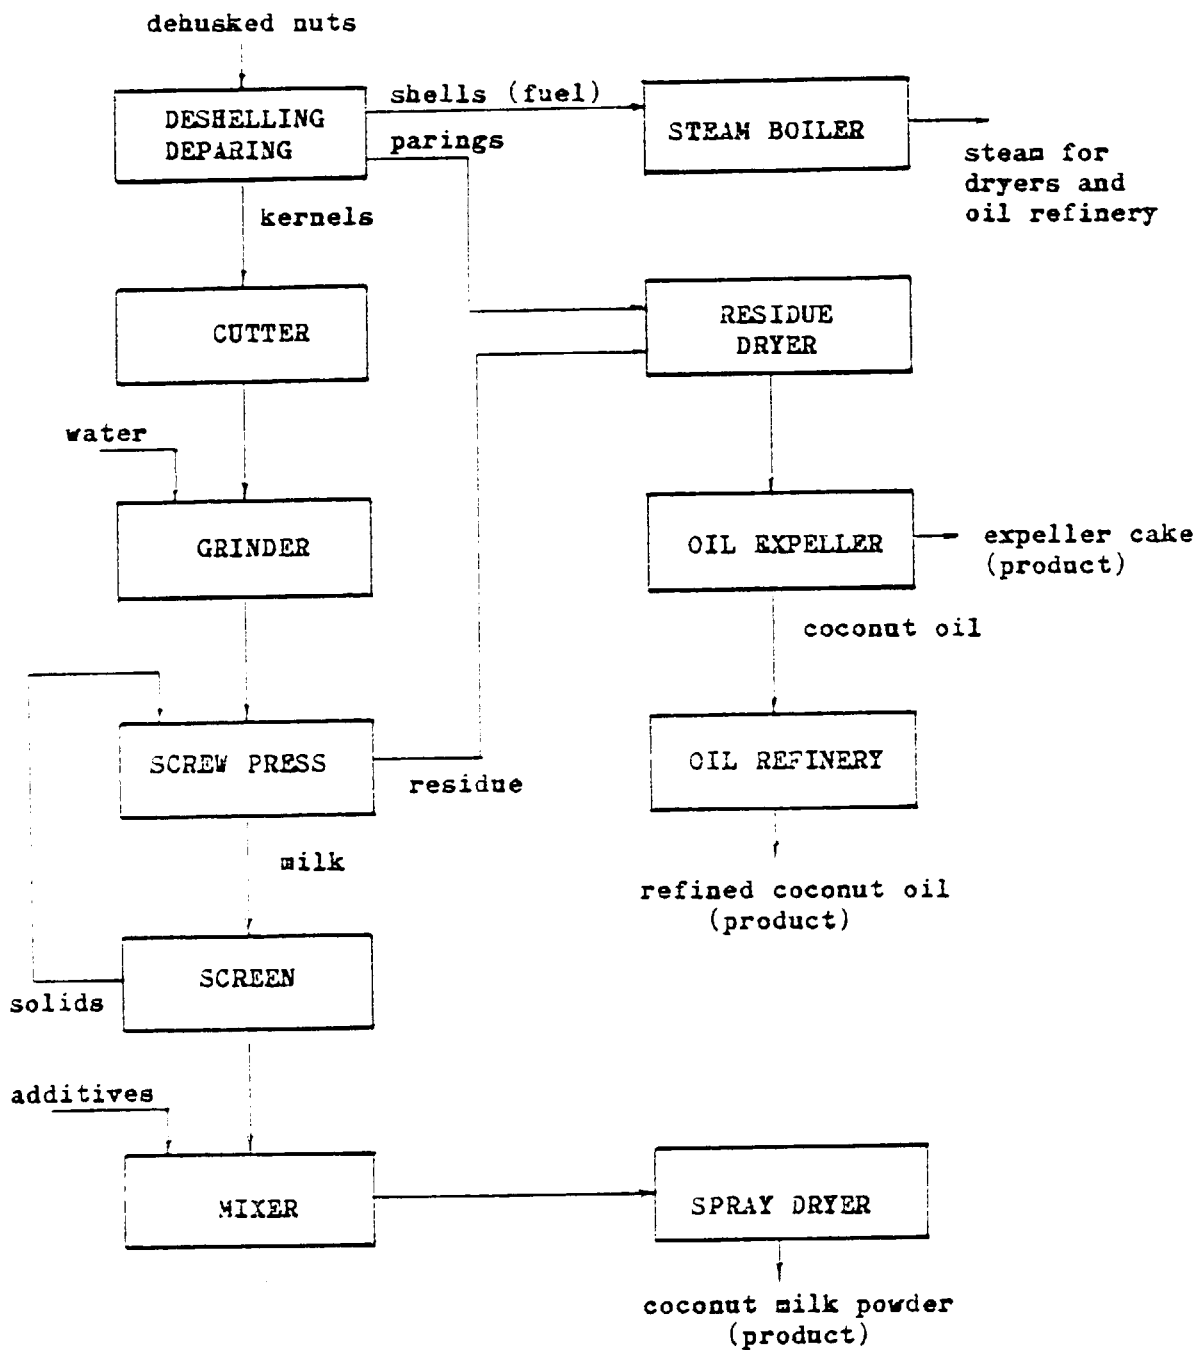 dehusked nuts
DESHELLING
DEPARING
shells (fuel)
parings
STEAM BOILER
steam for
dryers and
oil refinery
kernels
CUTTER
RESIDUE
DRYER
water
GRINDER
OIL EXPELLER
expeller cake
(product)
coconut oil
SCREW PRESS
residue
OIL REFINERY
milk
refined coconut oil
(product)
SCREEN
solids
additives
MIXER
SPRAY DRYER
coconut milk powder
(product)